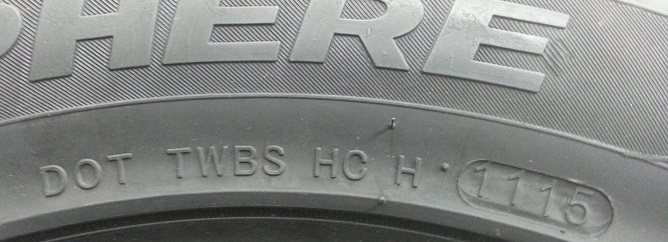 PHERE
DOT TWBS HC H · 1115